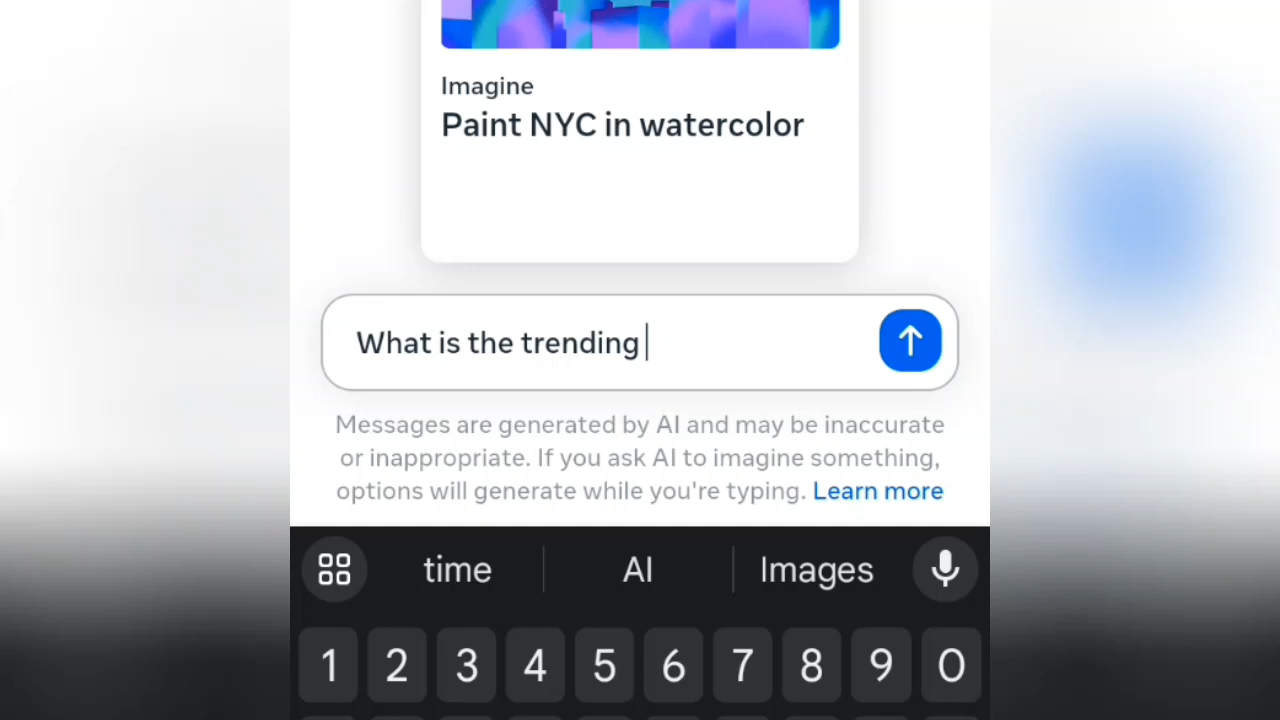 Imagine
Paint NYC in watercolor
What is the trending
Messages are generated by AI and may be inaccurate
or inappropriate. If you ask AI to imagine something,
options will generate while you're typing. Learn more
time AI Images
1 2 3 4 5 6 7 8 9 0